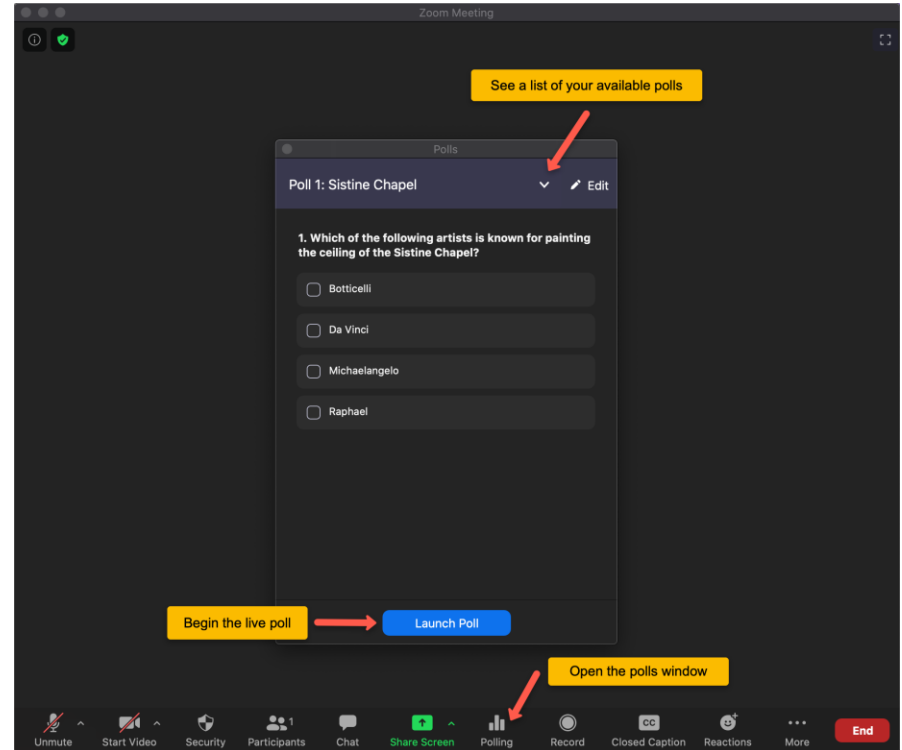 Zoom Meeting
See a list of your available polls
Polls
Poll 1: Sistine Chapel
Edit
1. Which of the following artists is known for painting
the ceiling of the Sistine Chapel?
Botticelli
Da Vinci
Michaelangelo
Raphael
Begin the live poll
Launch Poll
Open the polls window
1
CC
Unmute
Start Video
Security
Participants
Chat
Share Screen
Polling
Record
Closed Caption
Reactions
More
End